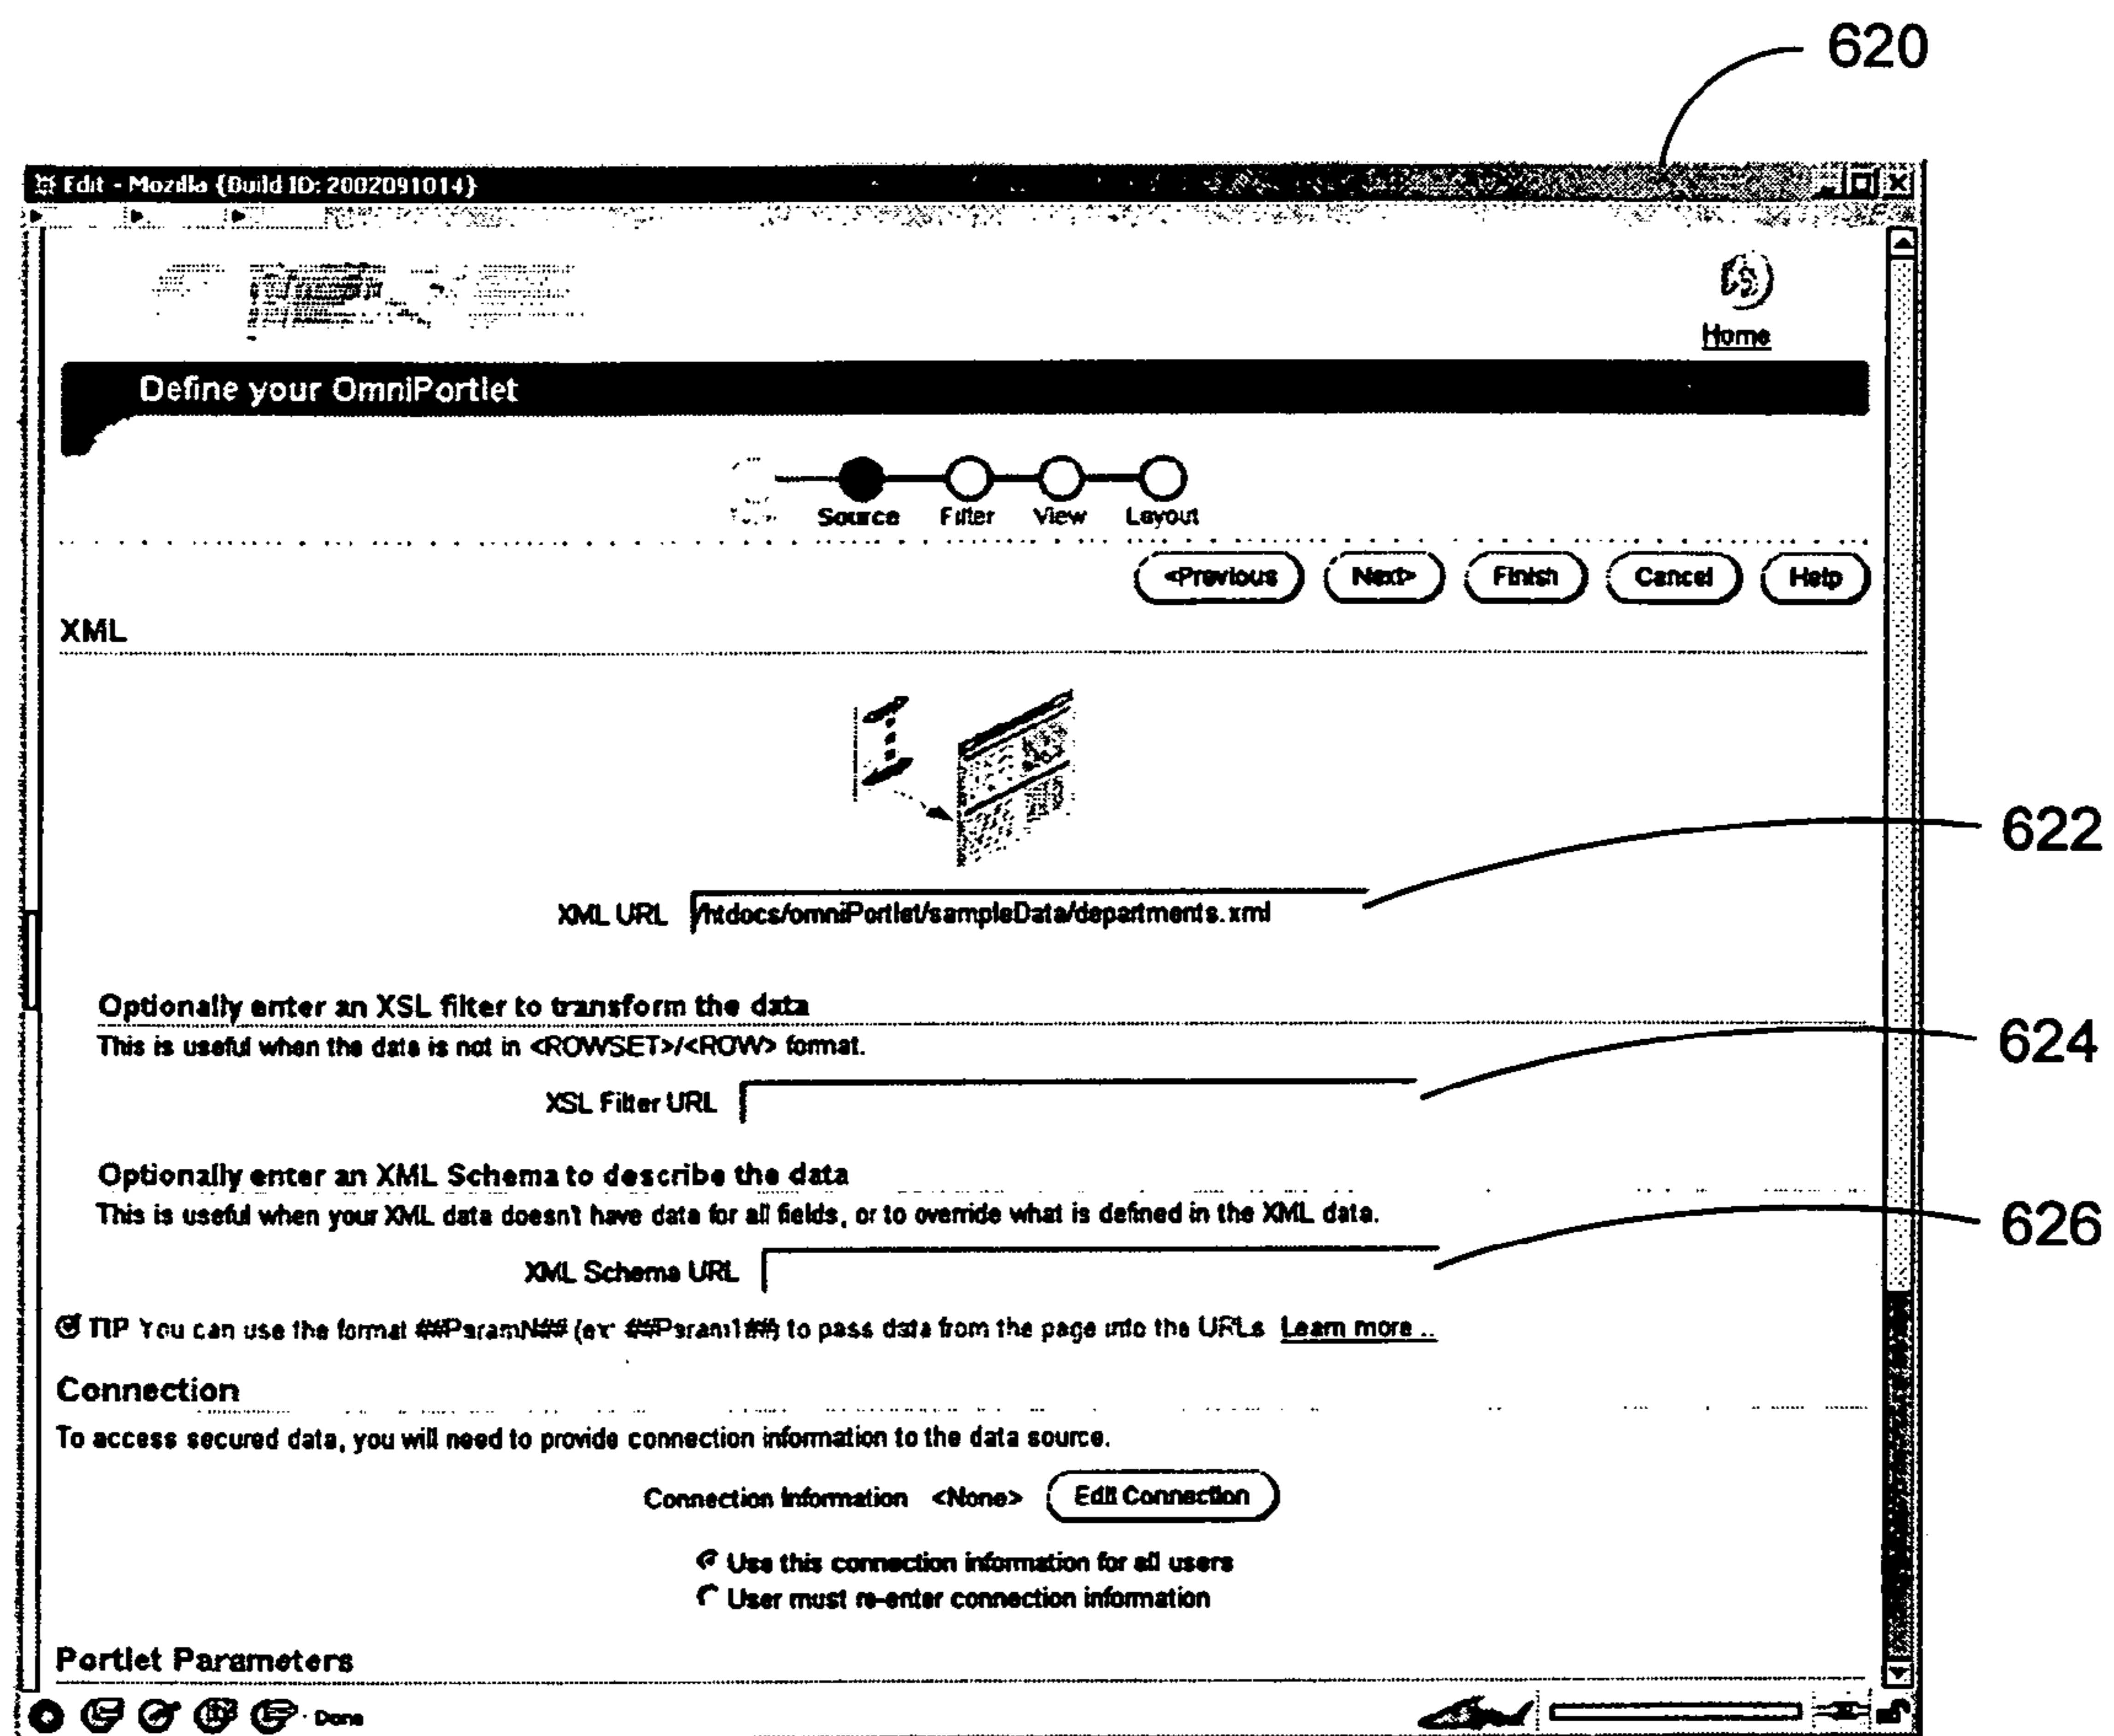 620
Edit - Mozilla {Build ID: 2002091014}
Home
Define your OmniPortlet
Source Filter View Layout
<Previous Next> Finish Cancel Help
XML
622
XML URL /htdocs/omniPortlet/sampleData/departments.xml
Optionally enter an XSL filter to transform the data
This is useful when the data is not in <ROWSET>/<ROW> format.
624
XSL Filter URL
Optionally enter an XML Schema to describe the data
This is useful when your XML data doesn't have data for all fields, or to override what is defined in the XML data.
626
XML Schema URL
TIP You can use the format ##ParamN## (ex: ##Param1##) to pass data from the page into the URLs Learn more ..
Connection
To access secured data, you will need to provide connection information to the data source.
Connection Information <None> Edit Connection
Use this connection information for all users
User must re-enter connection information
Portlet Parameters
Done